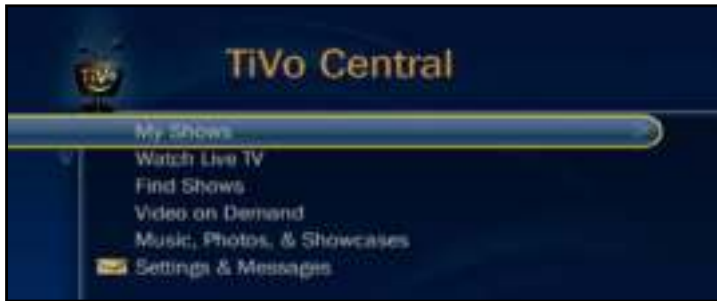 TiVo
TiVo Central
My Shows
Watch Live TV
Find Shows
Video on Demand
Music, Photos, & Showcases
Settings & Messages